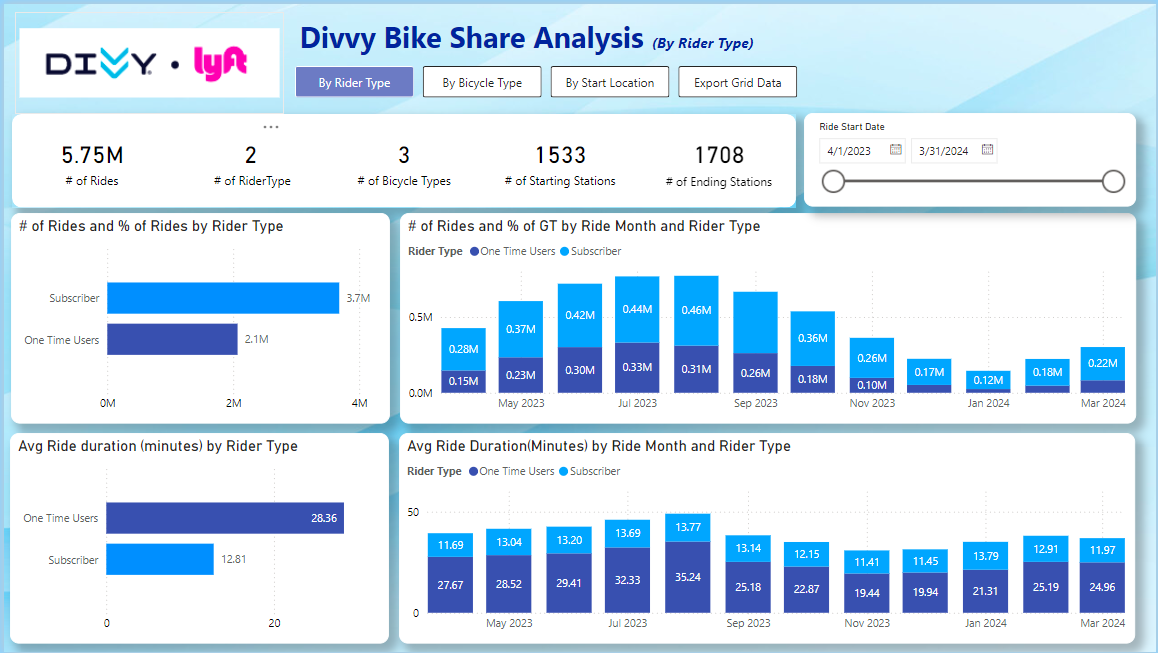 DIVVY • lyft
Divvy Bike Share Analysis (By Rider Type)
By Rider Type
By Bicycle Type
By Start Location
Export Grid Data
5.75M
# of Rides
2
# of RiderType
3
# of Bicycle Types
1533
# of Starting Stations
1708
# of Ending Stations
Ride Start Date
4/1/2023
3/31/2024
# of Rides and % of Rides by Rider Type
Subscriber
3.7M
One Time Users
2.1M
0M 2M 4M
# of Rides and % of GT by Ride Month and Rider Type
Rider Type One Time Users Subscriber
0.5M
0.0M
0.28M 0.37M 0.42M 0.44M 0.46M 0.36M 0.26M 0.17M 0.12M 0.18M 0.22M
0.15M 0.23M 0.30M 0.33M 0.31M 0.26M 0.18M 0.10M
May 2023 Jul 2023 Sep 2023 Nov 2023 Jan 2024 Mar 2024
Avg Ride duration (minutes) by Rider Type
One Time Users
28.36
Subscriber
12.81
0 20
Avg Ride Duration(Minutes) by Ride Month and Rider Type
Rider Type One Time Users Subscriber
50
0
11.69 13.04 13.20 13.69 13.77 13.14 12.15 11.41 11.45 13.79 12.91 11.97
27.67 28.52 29.41 32.33 35.24 25.18 22.87 19.44 19.94 21.31 25.19 24.96
May 2023 Jul 2023 Sep 2023 Nov 2023 Jan 2024 Mar 2024